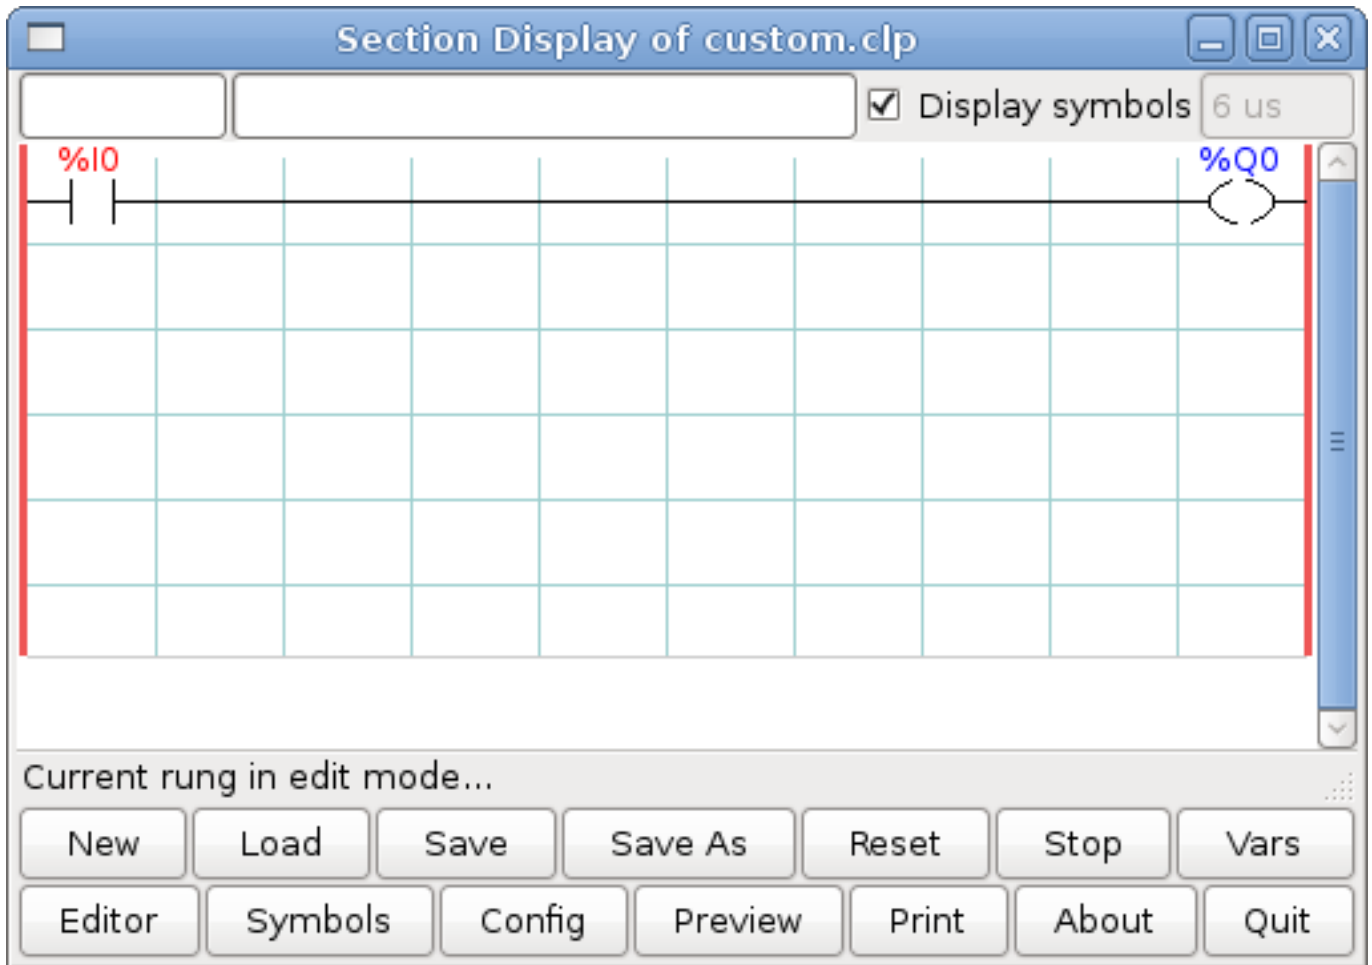 Section Display of custom.clp
Display symbols 6 us
%I0 %Q0
Current rung in edit mode...
New Load Save Save As Reset Stop Vars
Editor Symbols Config Preview Print About Quit